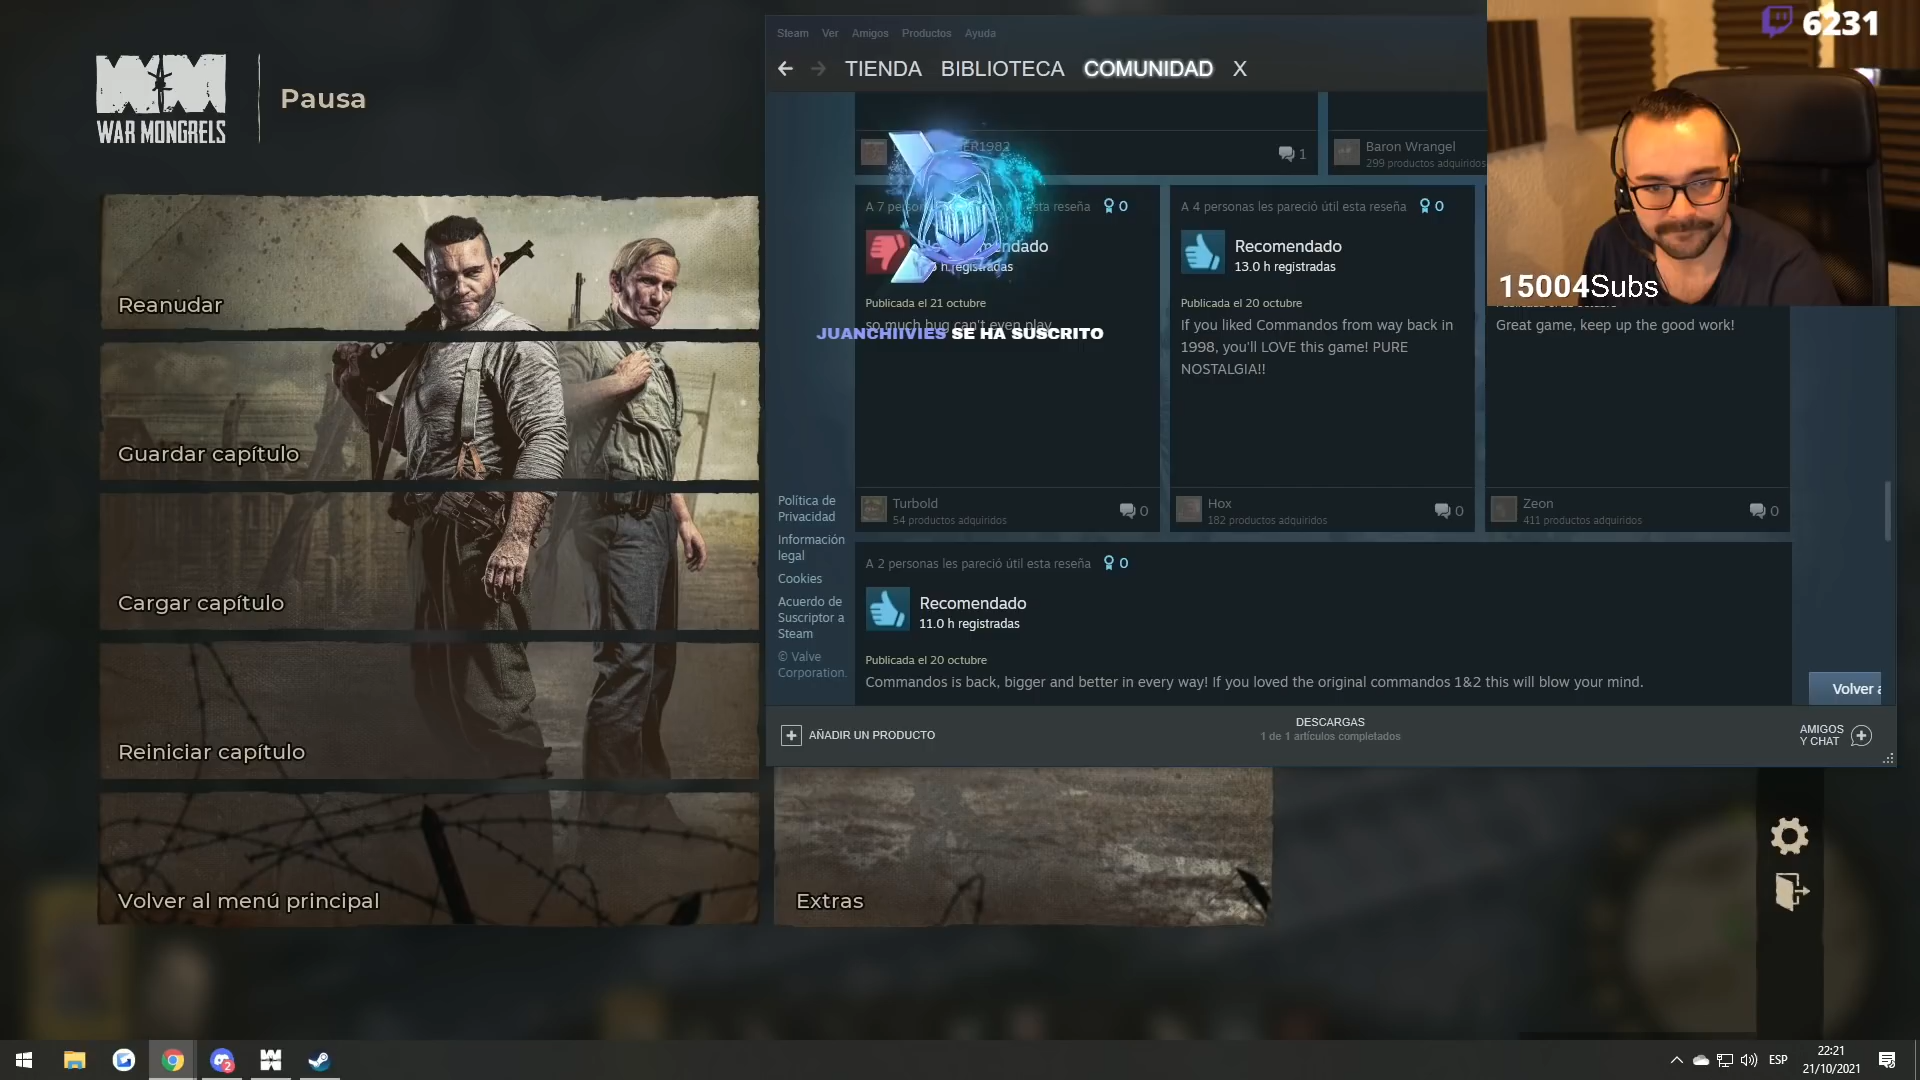 WAR MONGRELS
Pausa
Reanudar
Guardar capítulo
Cargar capítulo
Reiniciar capítulo
Volver al menú principal
Extras
Steam Ver Amigos Productos Ayuda
TIENDA BIBLIOTECA COMUNIDAD X
ER1982
1
Baron Wrangel
299 productos adquiridos
A 7 perso
sta reseña 0
mendado
h registradas
Publicada el 21 octubre
so much bug can't even play
JUANCHIIVIES SE HA SUSCRITO
Turbold
54 productos adquiridos
0
A 4 personas les pareció útil esta reseña 0
Recomendado
13.0 h registradas
Publicada el 20 octubre
If you liked Commandos from way back in
1998, you'll LOVE this game! PURE
NOSTALGIA!!
Hox
182 productos adquiridos
0
Great game, keep up the good work!
Zeon
411 productos adquiridos
0
A 2 personas les pareció útil esta reseña 0
Recomendado
11.0 h registradas
Publicada el 20 octubre
Commandos is back, bigger and better in every way! If you loved the original commandos 1&2 this will blow your mind.
Política de
Privacidad
Información
legal
Cookies
Acuerdo de
Suscriptor a
Steam
© Valve
Corporation.
Volver a
AÑADIR UN PRODUCTO
DESCARGAS
1 de 1 artículos completados
AMIGOS
Y CHAT
6231
15004Subs
2
ESP
22:21
21/10/2021